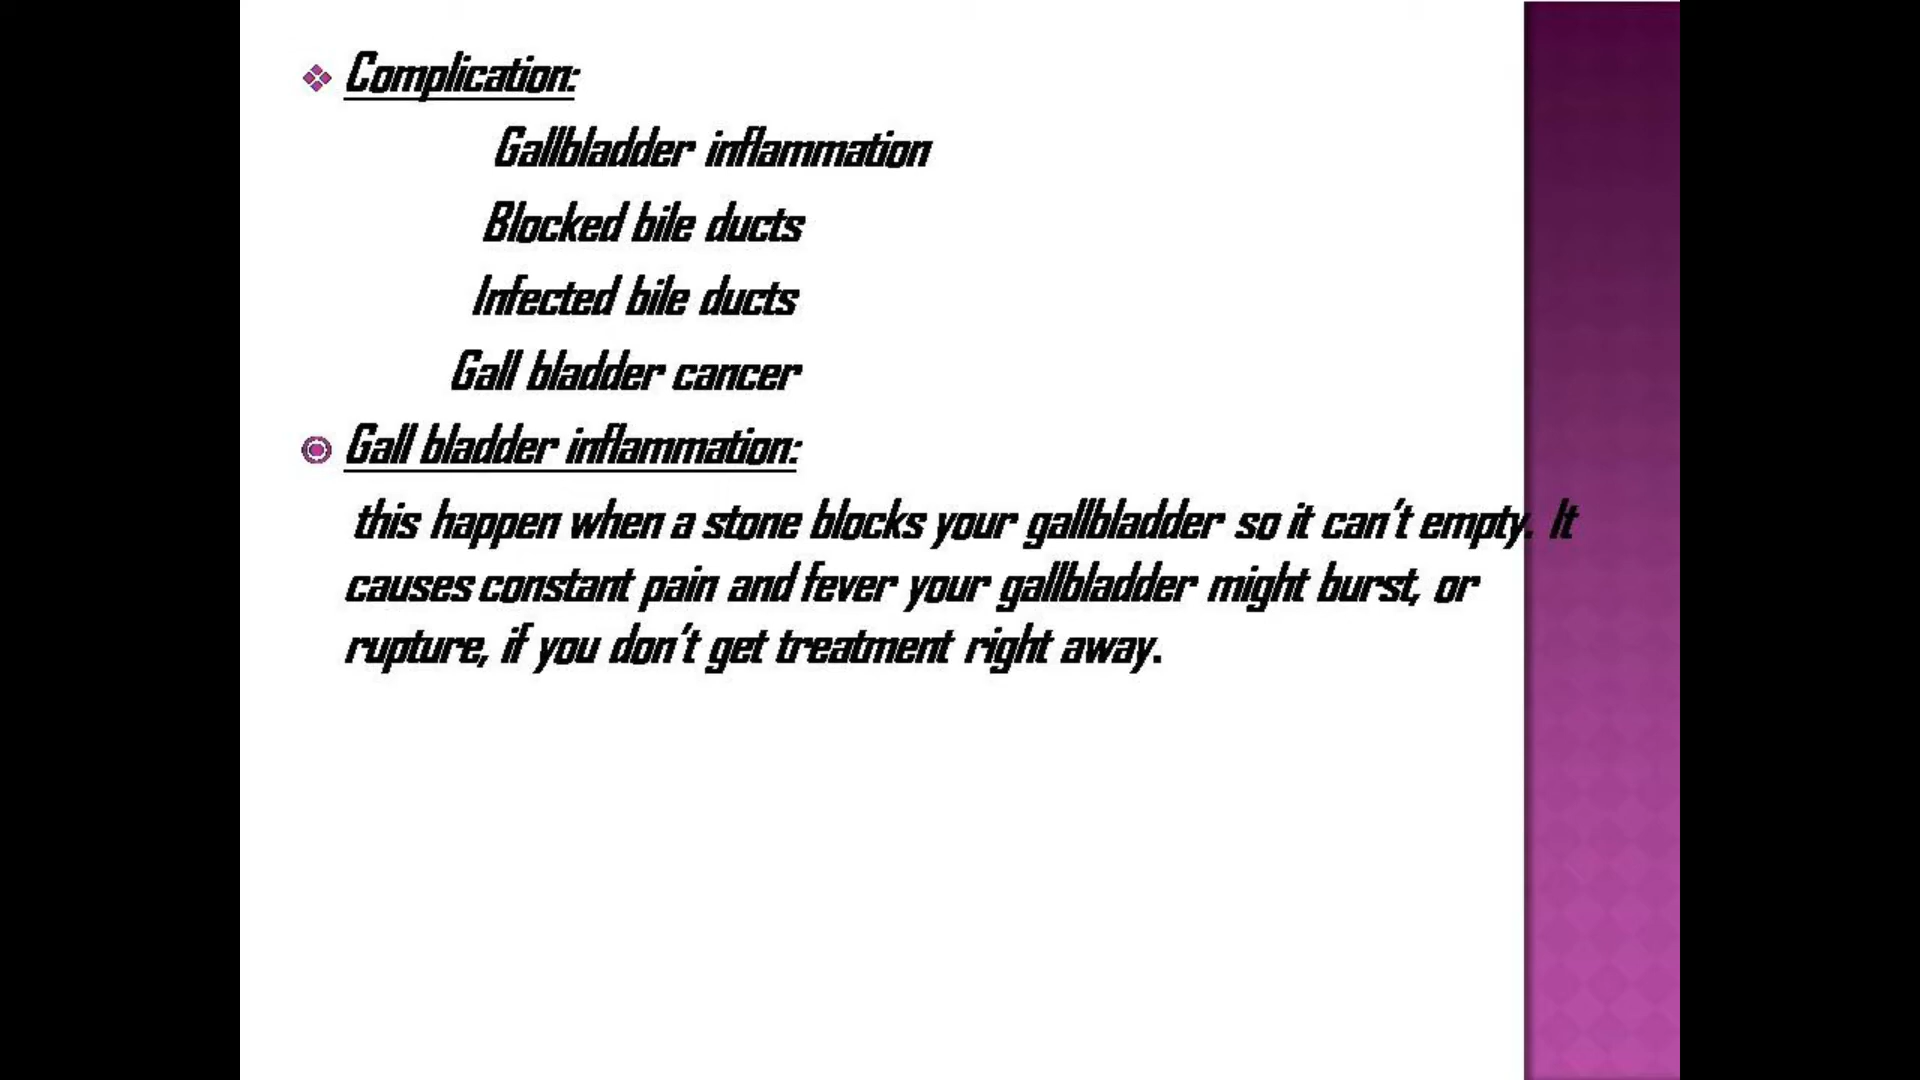 Complication:
Gallbladder inflammation
Blocked bile ducts
Infected bile ducts
Gall bladder cancer
Gall bladder inflammation:
this happen when a stone blocks your gallbladder so it can't empty. It
causes constant pain and fever your gallbladder might burst, or
rupture, if you don't get treatment right away.